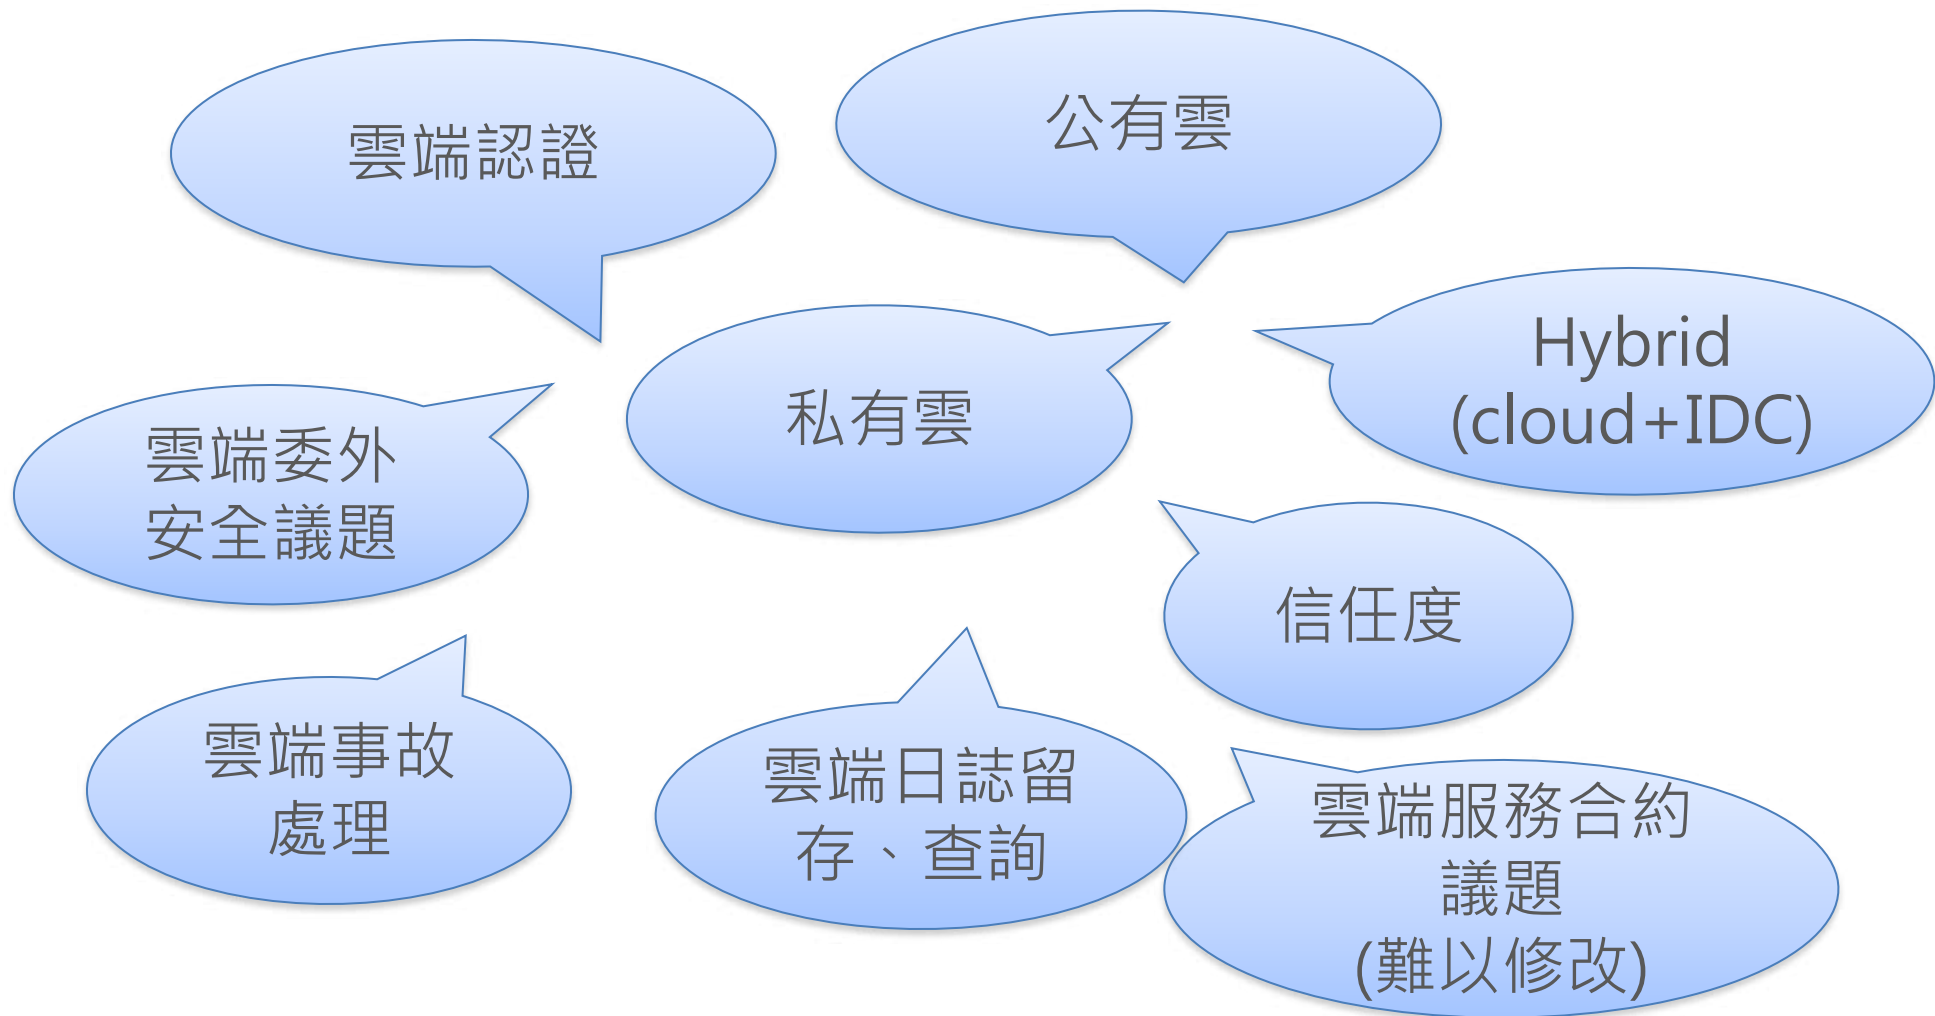 雲端認證
公有雲
Hybrid
(cloud+IDC)
私有雲
雲端委外
安全議題
信任度
雲端事故
處理
雲端日誌留
存、查詢
雲端服務合約
議題
(難以修改)